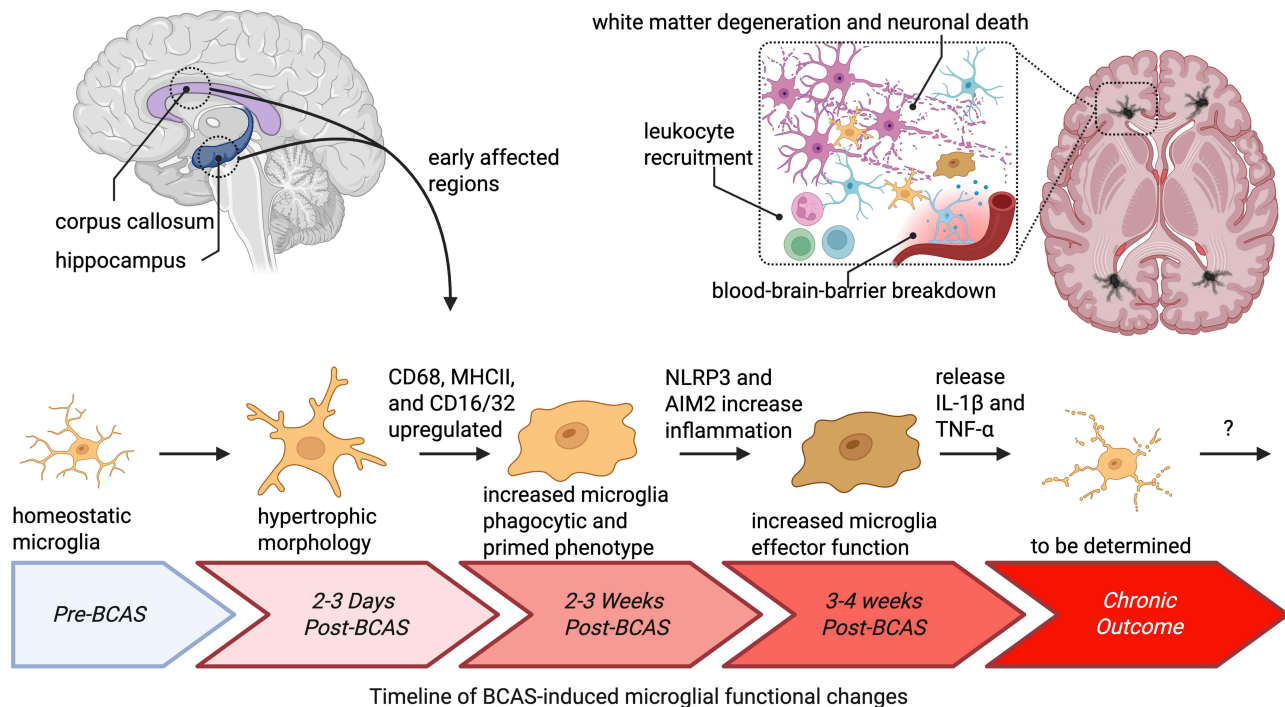 white matter degeneration and neuronal death
leukocyte
recruitment
early affected
regions
corpus callosum
hippocampus
blood-brain-barrier breakdown
CD68, MHCII,
and CD16/32
upregulated
NLRP3 and
AIM2 increase
inflammation
release
IL-1β and
TNF-α
?
homeostatic
microglia
hypertrophic
morphology
increased microglia
phagocytic and
primed phenotype
increased microglia
effector function
to be determined
Pre-BCAS
2-3 Days
Post-BCAS
2-3 Weeks
Post-BCAS
3-4 weeks
Post-BCAS
Chronic
Outcome
Timeline of BCAS-induced microglial functional changes